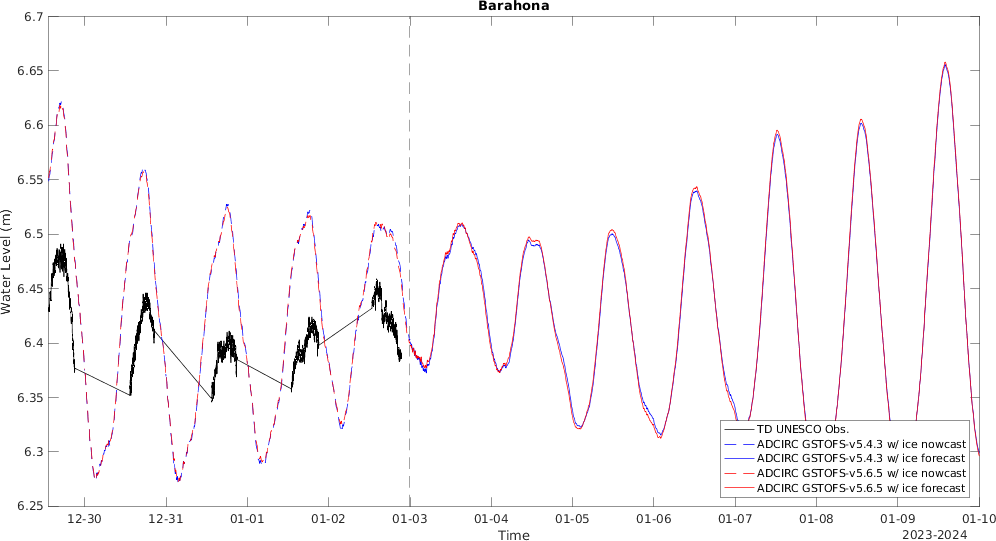 Barahona
6.7
6.65
6.6
6.55
6.5
6.45
6.4
6.35
6.3
6.25
Water Level (m)
TD UNESCO Obs.
ADCIRC GSTOFS-v5.4.3 w/ ice nowcast
ADCIRC GSTOFS-v5.4.3 w/ ice forecast
ADCIRC GSTOFS-v5.6.5 w/ ice nowcast
ADCIRC GSTOFS-v5.6.5 w/ ice forecast
12-30 12-31 01-01 01-02 01-03 01-04 01-05 01-06 01-07 01-08 01-09 01-10
Time
2023-2024